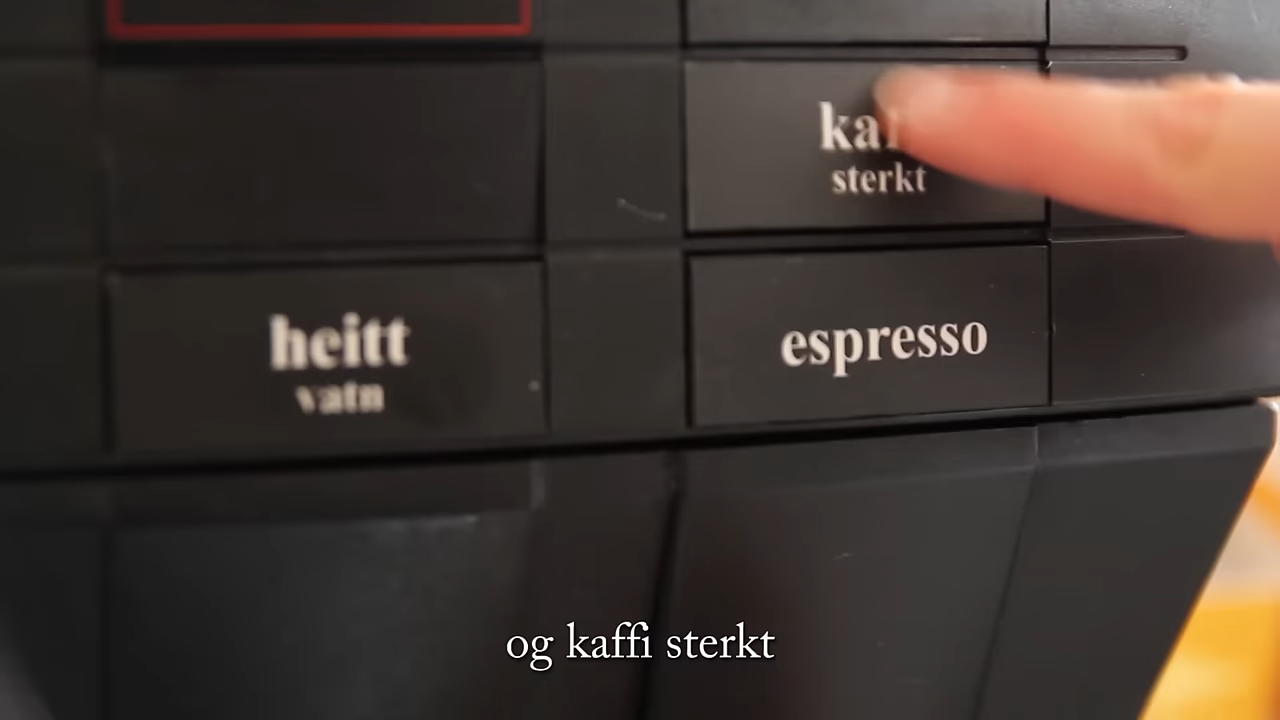 sterkt
heitt
vatn
espresso
og kaffi sterkt